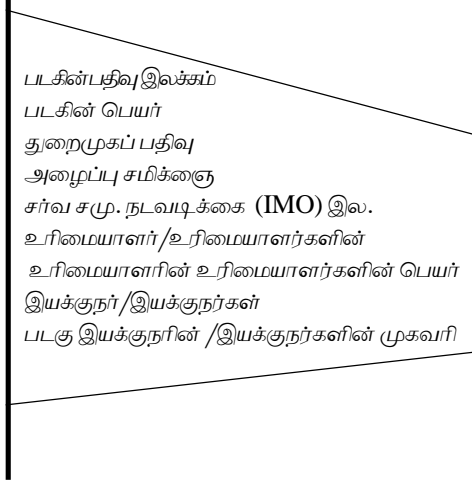 படகின்பதிவு இலச்கம்
படகின் பெயர்
துறைமுகப் பதிவு
அழைப்பு சமிக்ஞை
சர்வ சமு. நடவடிக்கை (IMO) இல.
உரிமையாளர்/உரிமையாளர்களின்
உரிமையாளரின் உரிமையாளர்களின் பெயர்
இயக்குநர்/இயக்குநர்கள்
படகு இயக்குநரின் /இயக்குநர்களின் முகவரி